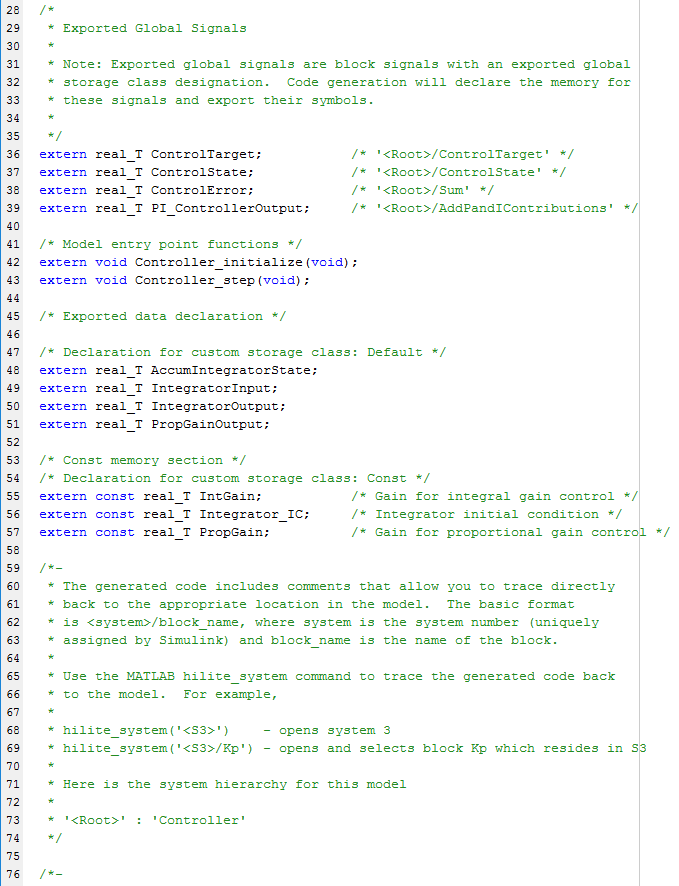 28 /*
29  * Exported Global Signals
30  *
31  * Note: Exported global signals are block signals with an exported global
32  * storage class designation.  Code generation will declare the memory for
33  * these signals and export their symbols.
34  *
35  */
36 extern real_T ControlTarget;           /* '<Root>/ControlTarget' */
37 extern real_T ControlState;            /* '<Root>/ControlState' */
38 extern real_T ControlError;            /* '<Root>/Sum' */
39 extern real_T PI_ControllerOutput;     /* '<Root>/AddPandIContributions' */
40
41 /* Model entry point functions */
42 extern void Controller_initialize(void);
43 extern void Controller_step(void);
44
45 /* Exported data declaration */
46
47 /* Declaration for custom storage class: Default */
48 extern real_T AccumIntegratorState;
49 extern real_T IntegratorInput;
50 extern real_T IntegratorOutput;
51 extern real_T PropGainOutput;
52
53 /* Const memory section */
54 /* Declaration for custom storage class: Const */
55 extern const real_T IntGain;           /* Gain for integral gain control */
56 extern const real_T Integrator_IC;     /* Integrator initial condition */
57 extern const real_T PropGain;          /* Gain for proportional gain control */
58
59 /*-
60  * The generated code includes comments that allow you to trace directly
61  * back to the appropriate location in the model.  The basic format
62  * is <system>/block_name, where system is the system number (uniquely
63  * assigned by Simulink) and block_name is the name of the block.
64  *
65  * Use the MATLAB hilite_system command to trace the generated code back
66  * to the model.  For example,
67  *
68  * hilite_system('<S3>')    - opens system 3
69  * hilite_system('<S3>/Kp') - opens and selects block Kp which resides in S3
70  *
71  * Here is the system hierarchy for this model
72  *
73  * '<Root>' : 'Controller'
74  */
75
76 /*-